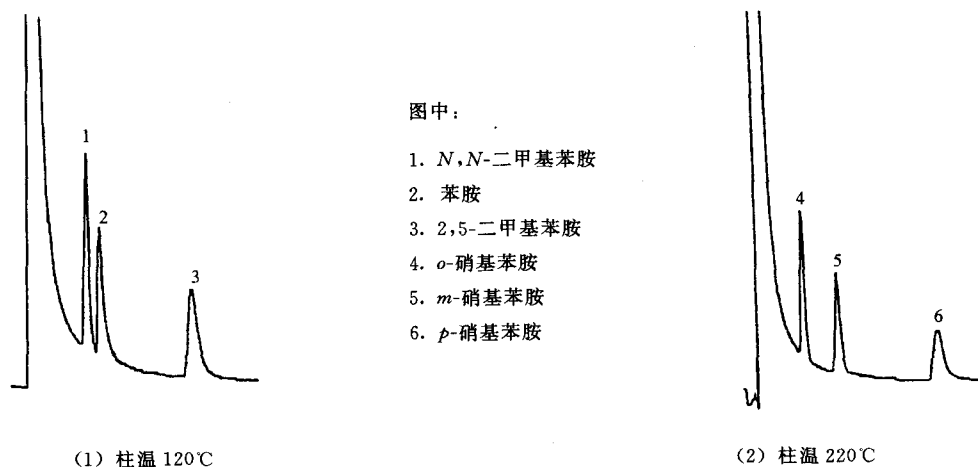 1
2
3
图中：
1. N,N-二甲基苯胺
2. 苯胺
3. 2,5-二甲基苯胺
4. o-硝基苯胺
5. m-硝基苯胺
6. p-硝基苯胺
4
5
6
(1) 柱温 120℃
(2) 柱温 220℃